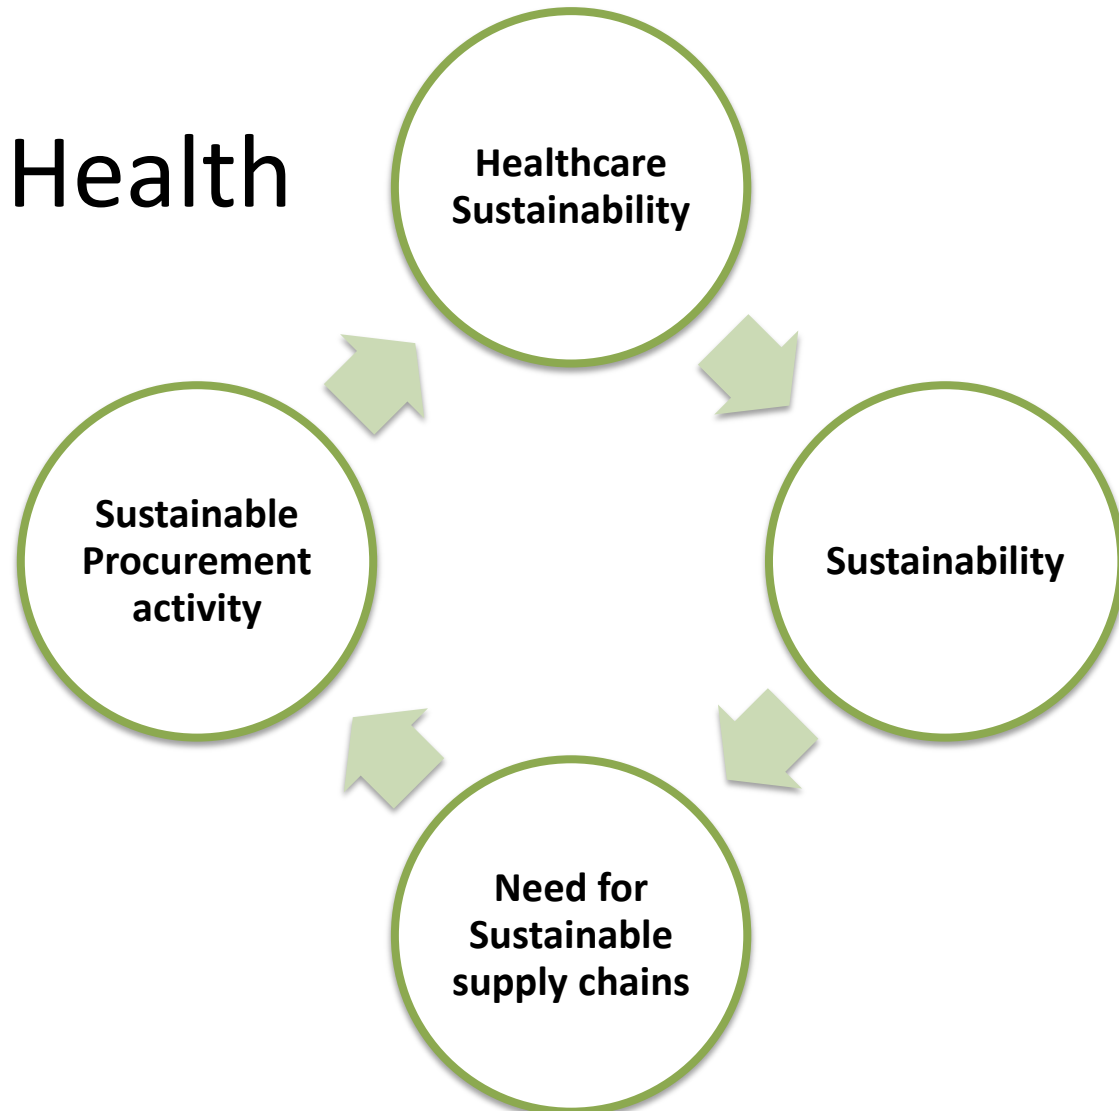 Health
Healthcare
Sustainability
Sustainability
Need for
Sustainable
supply chains
Sustainable
Procurement
activity